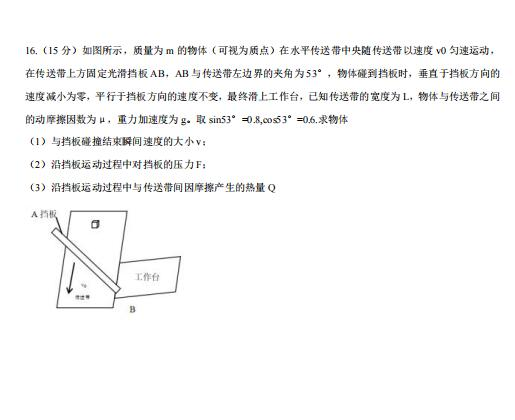 16.（15 分）如图所示，质量为 m 的物体（可视为质点）在水平传送带中央随传送带以速度 v0 匀速运动，
在传送带上方固定光滑挡板 AB，AB 与传送带左边界的夹角为53°，物体碰到挡板时，垂直于挡板方向的
速度减小为零，平行于挡板方向的速度不变，最终滑上工作台，已知传送带的宽度为 L，物体与传送带之间
的动摩擦因数为 μ，重力加速度为 g。取 sin53°=0.8,cos53°=0.6.求物体
（1）与挡板碰撞结束瞬间速度的大小 v；
（2）沿挡板运动过程中对挡板的压力 F；
（3）沿挡板运动过程中与传送带间因摩擦产生的热量 Q
A 挡板
工作台
v₀
传送带
B